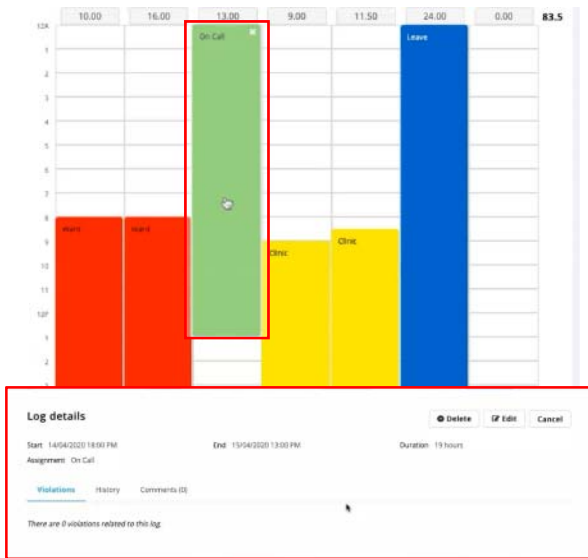 10.00 16.00 13.00 9.00 11.50 24.00 0.00 83.5
12A
On Call
Leave
1
2
3
4
5
6
7
8
Ward Ward
Clinic
9
Clinic
10
11
12P
1
2
Log details
Delete Edit Cancel
Start 14/04/2020 18:00 PM End 15/04/2020 13:00 PM Duration 19 hours
Assignment On Call
Violations History Comments (0)
There are 0 violations related to this log.